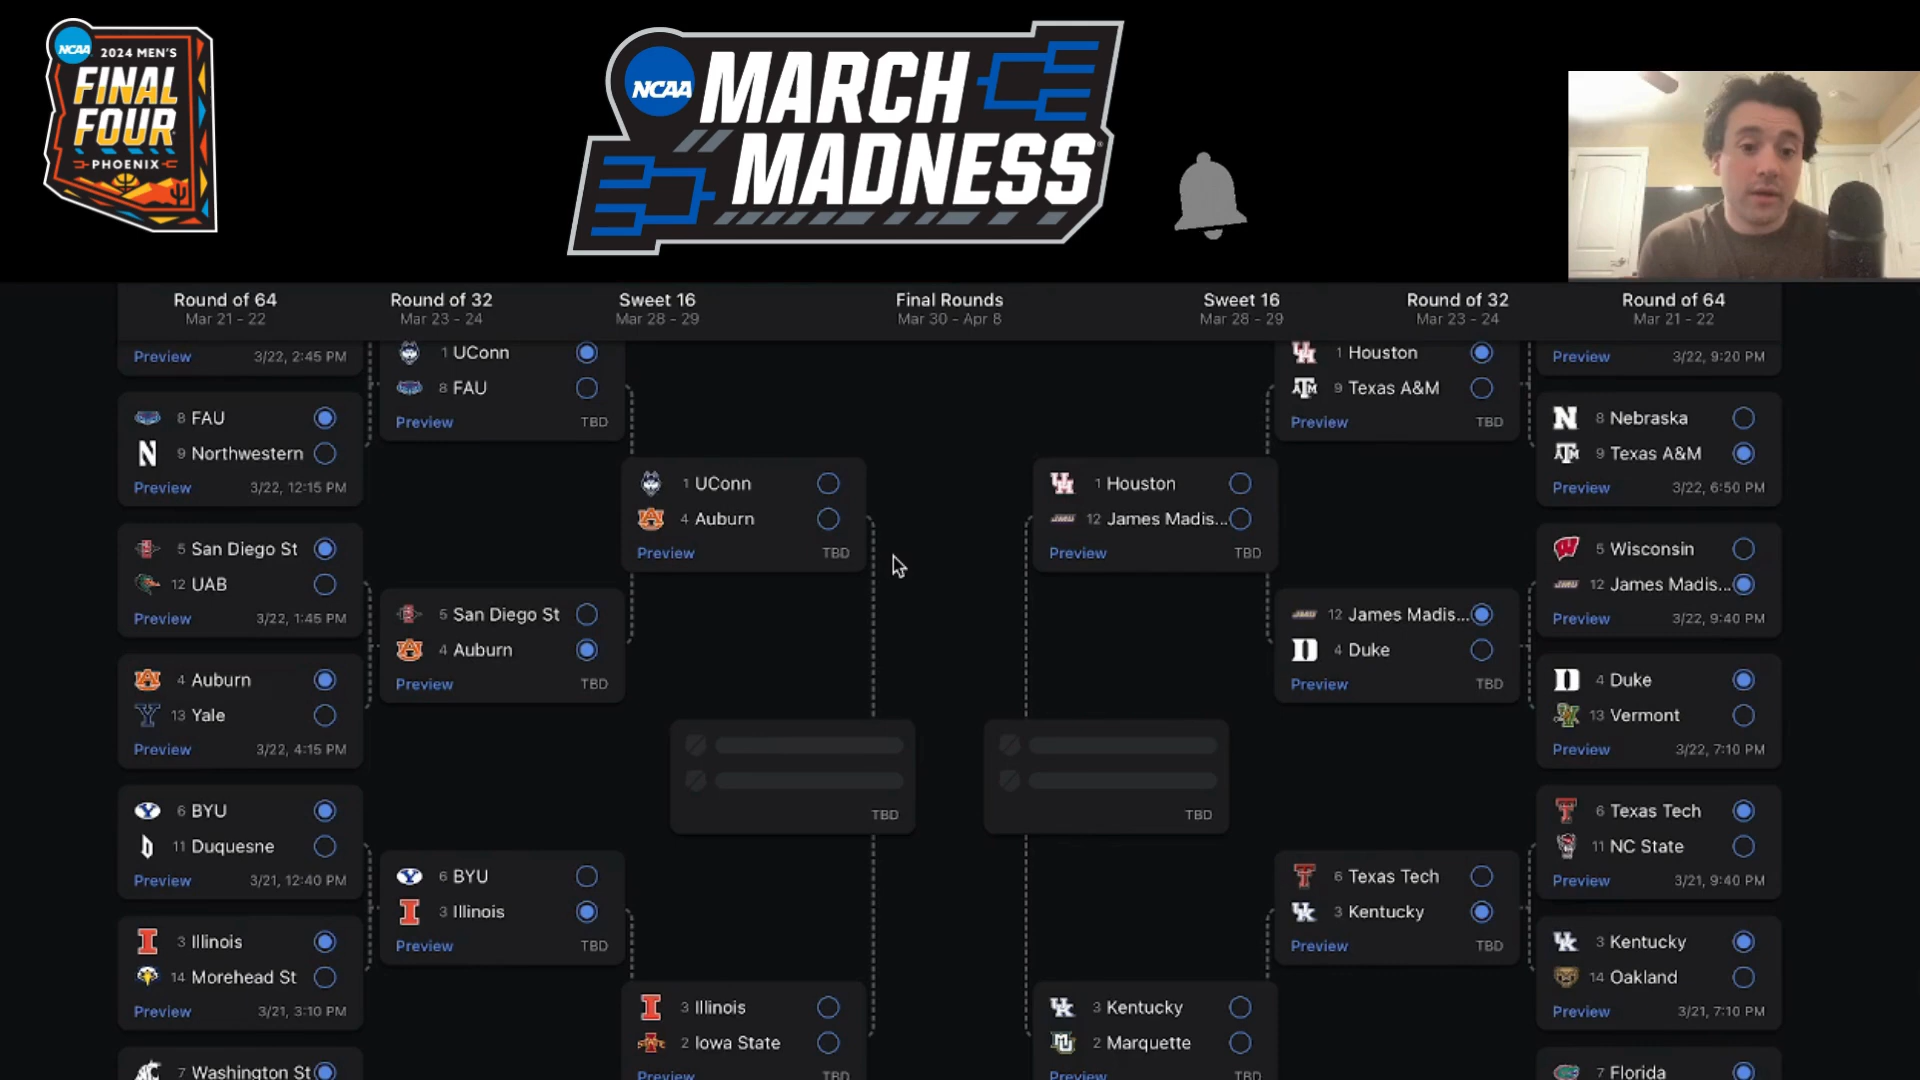 NCAA
2024 MEN'S
FINAL
FOUR
PHOENIX
NCAA
MARCH
MADNESS
Round of 64
Mar 21 - 22
Round of 32
Mar 23 - 24
Sweet 16
Mar 28 - 29
Final Rounds
Mar 30 - Apr 8
Sweet 16
Mar 28 - 29
Round of 32
Mar 23 - 24
Round of 64
Mar 21 - 22
Preview 3/22, 2:45 PM
8 FAU
9 Northwestern
Preview 3/22, 12:15 PM
5 San Diego St
12 UAB
Preview 3/22, 1:45 PM
4 Auburn
13 Yale
Preview 3/22, 4:15 PM
6 BYU
11 Duquesne
Preview 3/21, 12:40 PM
3 Illinois
14 Morehead St
Preview 3/21, 3:10 PM
7 Washington St
1 UConn
8 FAU
Preview TBD
5 San Diego St
4 Auburn
Preview TBD
6 BYU
3 Illinois
Preview TBD
1 UConn
4 Auburn
Preview TBD
TBD
3 Illinois
2 Iowa State
Preview TBD
1 Houston
12 James Madis...
Preview TBD
TBD
3 Kentucky
2 Marquette
Preview TBD
1 Houston
9 Texas A&M
Preview TBD
12 James Madis...
4 Duke
Preview TBD
6 Texas Tech
3 Kentucky
Preview TBD
Preview 3/22, 9:20 PM
8 Nebraska
9 Texas A&M
Preview 3/22, 6:50 PM
5 Wisconsin
12 James Madis...
Preview 3/22, 9:40 PM
4 Duke
13 Vermont
Preview 3/22, 7:10 PM
6 Texas Tech
11 NC State
Preview 3/21, 9:40 PM
3 Kentucky
14 Oakland
Preview 3/21, 7:10 PM
7 Florida